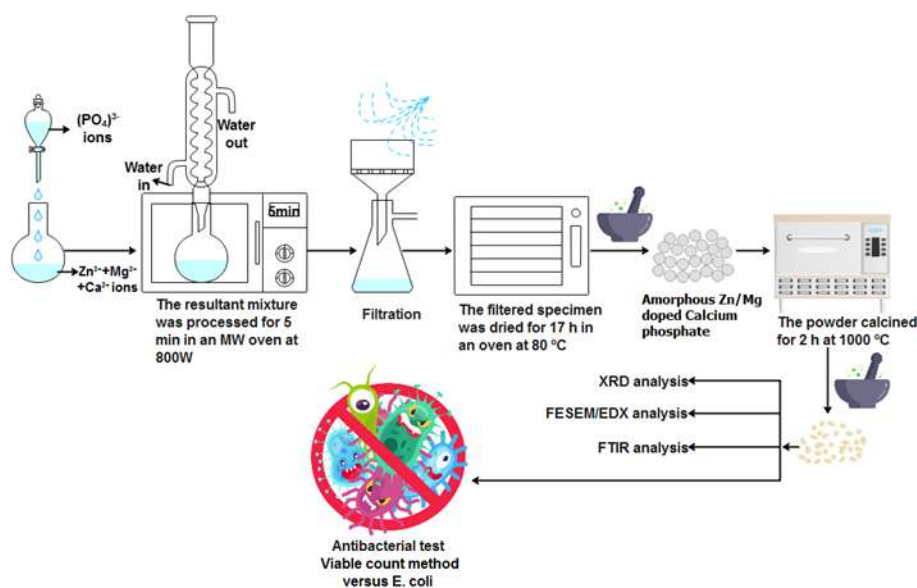 (PO₄)³⁻
ions
Water
out
Water
in
5min
Zn²⁺+Mg²⁺
+Ca²⁺ ions
The resultant mixture
was processed for 5
min in an MW oven at
800W
Filtration
The filtered specimen
was dried for 17 h in
an oven at 80 ºC
Amorphous Zn/Mg
doped Calcium
phosphate
The powder calcined
for 2 h at 1000 ºC
XRD analysis
FESEM/EDX analysis
FTIR analysis
Antibacterial test
Viable count method
versus E. coli